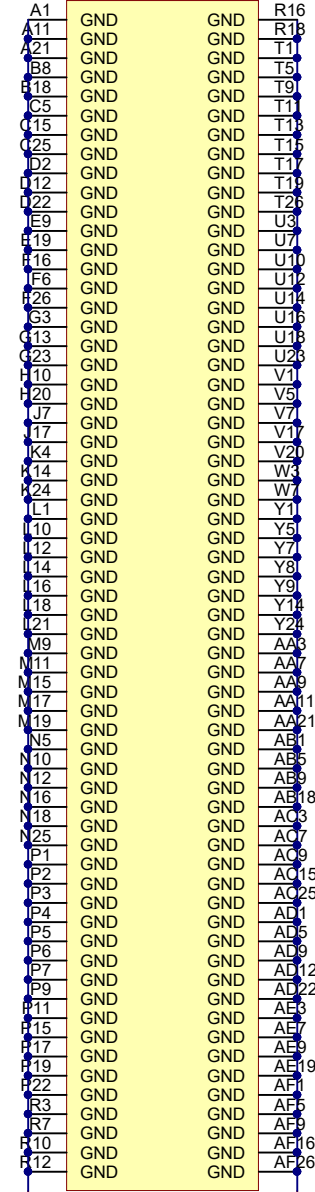 A1 GND GND R16
A11 GND GND R18
A21 GND GND T1
B8 GND GND T5
B18 GND GND T9
C5 GND GND T11
C15 GND GND T13
C25 GND GND T15
D2 GND GND T17
D12 GND GND T19
D22 GND GND T26
E9 GND GND U3
E19 GND GND U7
F16 GND GND U10
F6 GND GND U12
F26 GND GND U14
G3 GND GND U16
G13 GND GND U18
G23 GND GND U23
H10 GND GND V1
H20 GND GND V5
J7 GND GND V7
J17 GND GND V17
K4 GND GND V20
K14 GND GND W3
K24 GND GND W7
L1 GND GND Y1
L10 GND GND Y5
L12 GND GND Y7
L14 GND GND Y8
L16 GND GND Y9
L18 GND GND Y14
L21 GND GND Y24
M9 GND GND AA3
M11 GND GND AA7
M15 GND GND AA9
M17 GND GND AA11
M19 GND GND AA21
N5 GND GND AB1
N10 GND GND AB5
N12 GND GND AB9
N16 GND GND AB18
N18 GND GND AC3
N25 GND GND AC7
P1 GND GND AC9
P2 GND GND AC15
P3 GND GND AC25
P4 GND GND AD1
P5 GND GND AD5
P6 GND GND AD9
P7 GND GND AD12
P9 GND GND AD22
P11 GND GND AE3
P15 GND GND AE7
P17 GND GND AE9
P19 GND GND AE19
P22 GND GND AF1
R3 GND GND AF5
R7 GND GND AF9
R10 GND GND AF16
R12 GND GND AF26